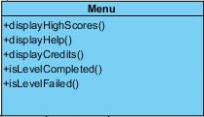 Menu
+displayHighScores()
+displayHelp()
+displayCredits()
+isLevelCompleted()
+isLevelFailed()